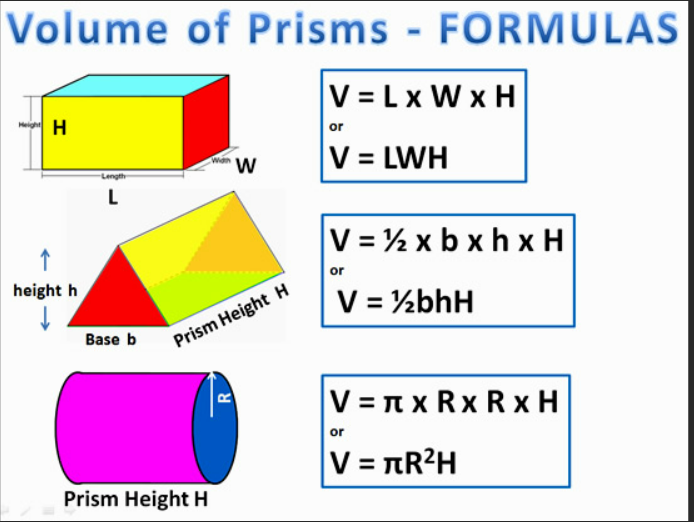 Volume of Prisms - FORMULAS
Height
H
Width
W
Length
L
V = L x W x H
or
V = LWH
height h
Base b
Prism Height H
V = ½ x b x h x H
or
V = ½bhH
R
Prism Height H
V = π x R x R x H
or
V = πR²H